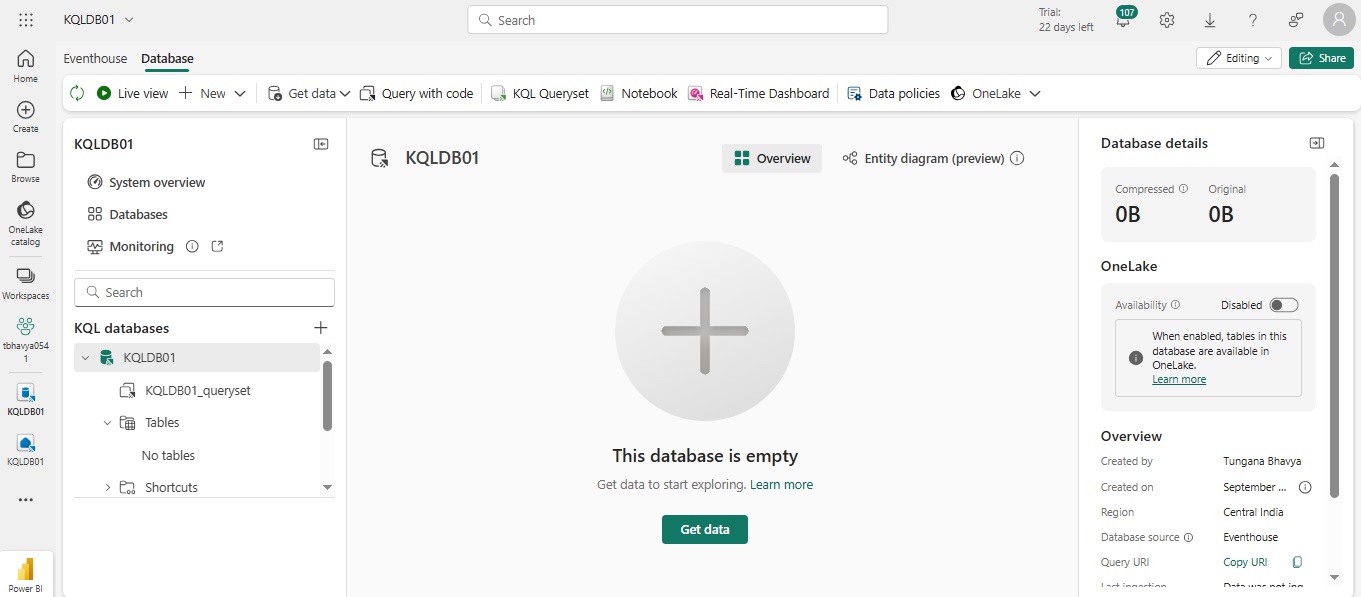 KQLDB01
Search
Trial:
22 days left
107
Home
Create
Browse
OneLake
catalog
Workspaces
tbhavya054
1
KQLDB01
KQLDB01
Power BI
Eventhouse
Database
Editing
Share
Live view
New
Get data
Query with code
KQL Queryset
Notebook
Real-Time Dashboard
Data policies
OneLake
KQLDB01
System overview
Databases
Monitoring
Search
KQL databases
KQLDB01
KQLDB01_queryset
Tables
No tables
Shortcuts
KQLDB01
Overview
Entity diagram (preview)
This database is empty
Get data to start exploring. Learn more
Get data
Database details
Compressed
Original
0B
0B
OneLake
Availability
Disabled
When enabled, tables in this
database are available in
OneLake.
Learn more
Overview
Created by
Tungana Bhavya
Created on
September ...
Region
Central India
Database source
Eventhouse
Query URI
Copy URI
Last ingestion
Data was not ing